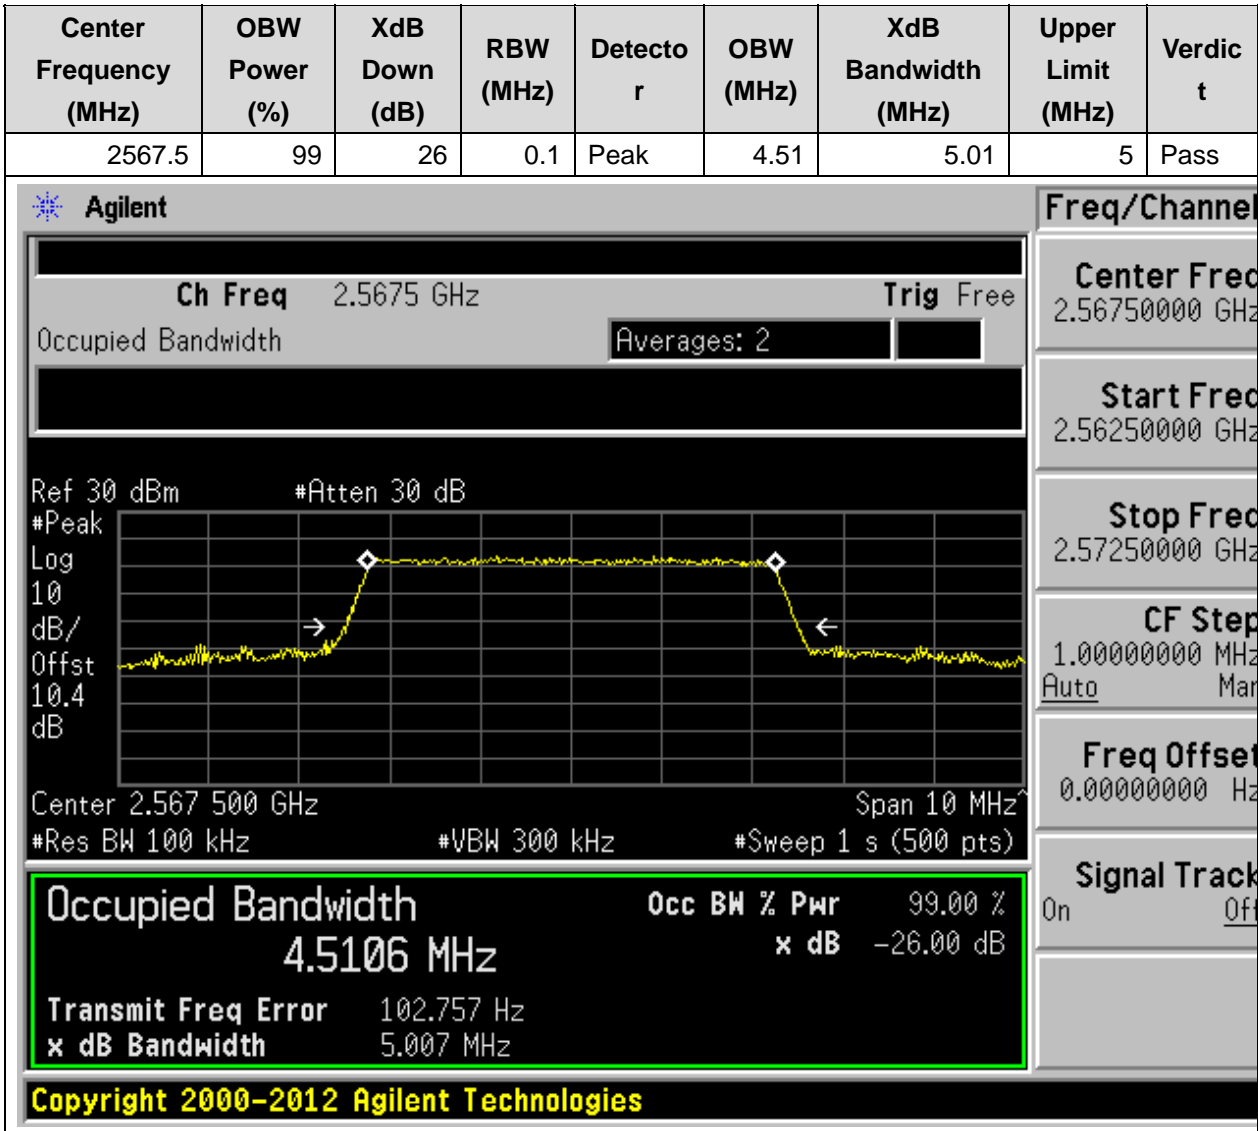 Center Frequency (MHz) OBW Power (%) XdB Down (dB) RBW (MHz) Detector OBW (MHz) XdB Bandwidth (MHz) Upper Limit (MHz) Verdict
2567.5 99 26 0.1 Peak 4.51 5.01 5 Pass
Agilent
Freq/Channel
Ch Freq 2.5675 GHz Trig Free
Occupied Bandwidth Averages: 2
Center Freq
2.56750000 GHz
Start Freq
2.56250000 GHz
Stop Freq
2.57250000 GHz
CF Step
1.00000000 MHz
Auto Man
Freq Offset
0.00000000 Hz
Signal Track
On Off
Ref 30 dBm #Atten 30 dB
#Peak
Log
10
dB/
Offst
10.4
dB
Center 2.567 500 GHz Span 10 MHz^
#Res BW 100 kHz #VBW 300 kHz #Sweep 1 s (500 pts)
Occupied Bandwidth Occ BW % Pwr 99.00 %
4.5106 MHz x dB -26.00 dB
Transmit Freq Error 102.757 Hz
x dB Bandwidth 5.007 MHz
Copyright 2000-2012 Agilent Technologies